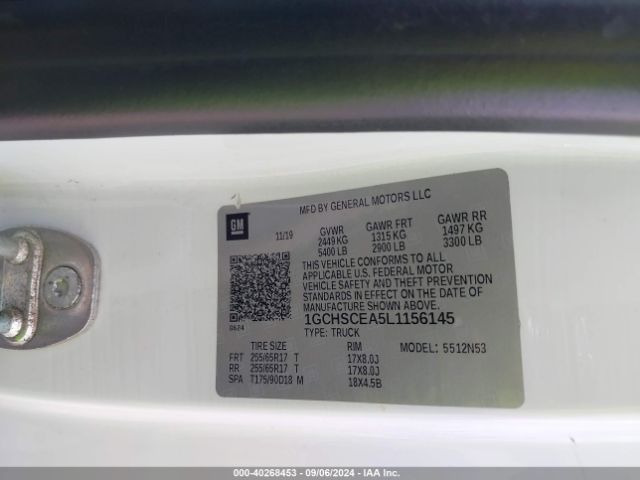 MFD BY GENERAL MOTORS LLC
GM
11/19 GVWR GAWR FRT GAWR RR
2449 KG 1315 KG 1497 KG
5400 LB 2900 LB 3300 LB
THIS VEHICLE CONFORMS TO ALL
APPLICABLE U.S. FEDERAL MOTOR
VEHICLE SAFETY AND THEFT PREVENTION
STANDARDS IN EFFECT ON THE DATE OF
MANUFACTURE SHOWN ABOVE.
1GCHSCEA5L1156145
G624
TYPE: TRUCK
TIRE SIZE RIM MODEL: 5512N53
FRT 255/65R17 T 17X8.0J
RR 255/65R17 T 17X8.0J
SPA T175/90D18 M 18X4.5B
000-40268453 - 09/06/2024 - IAA Inc.